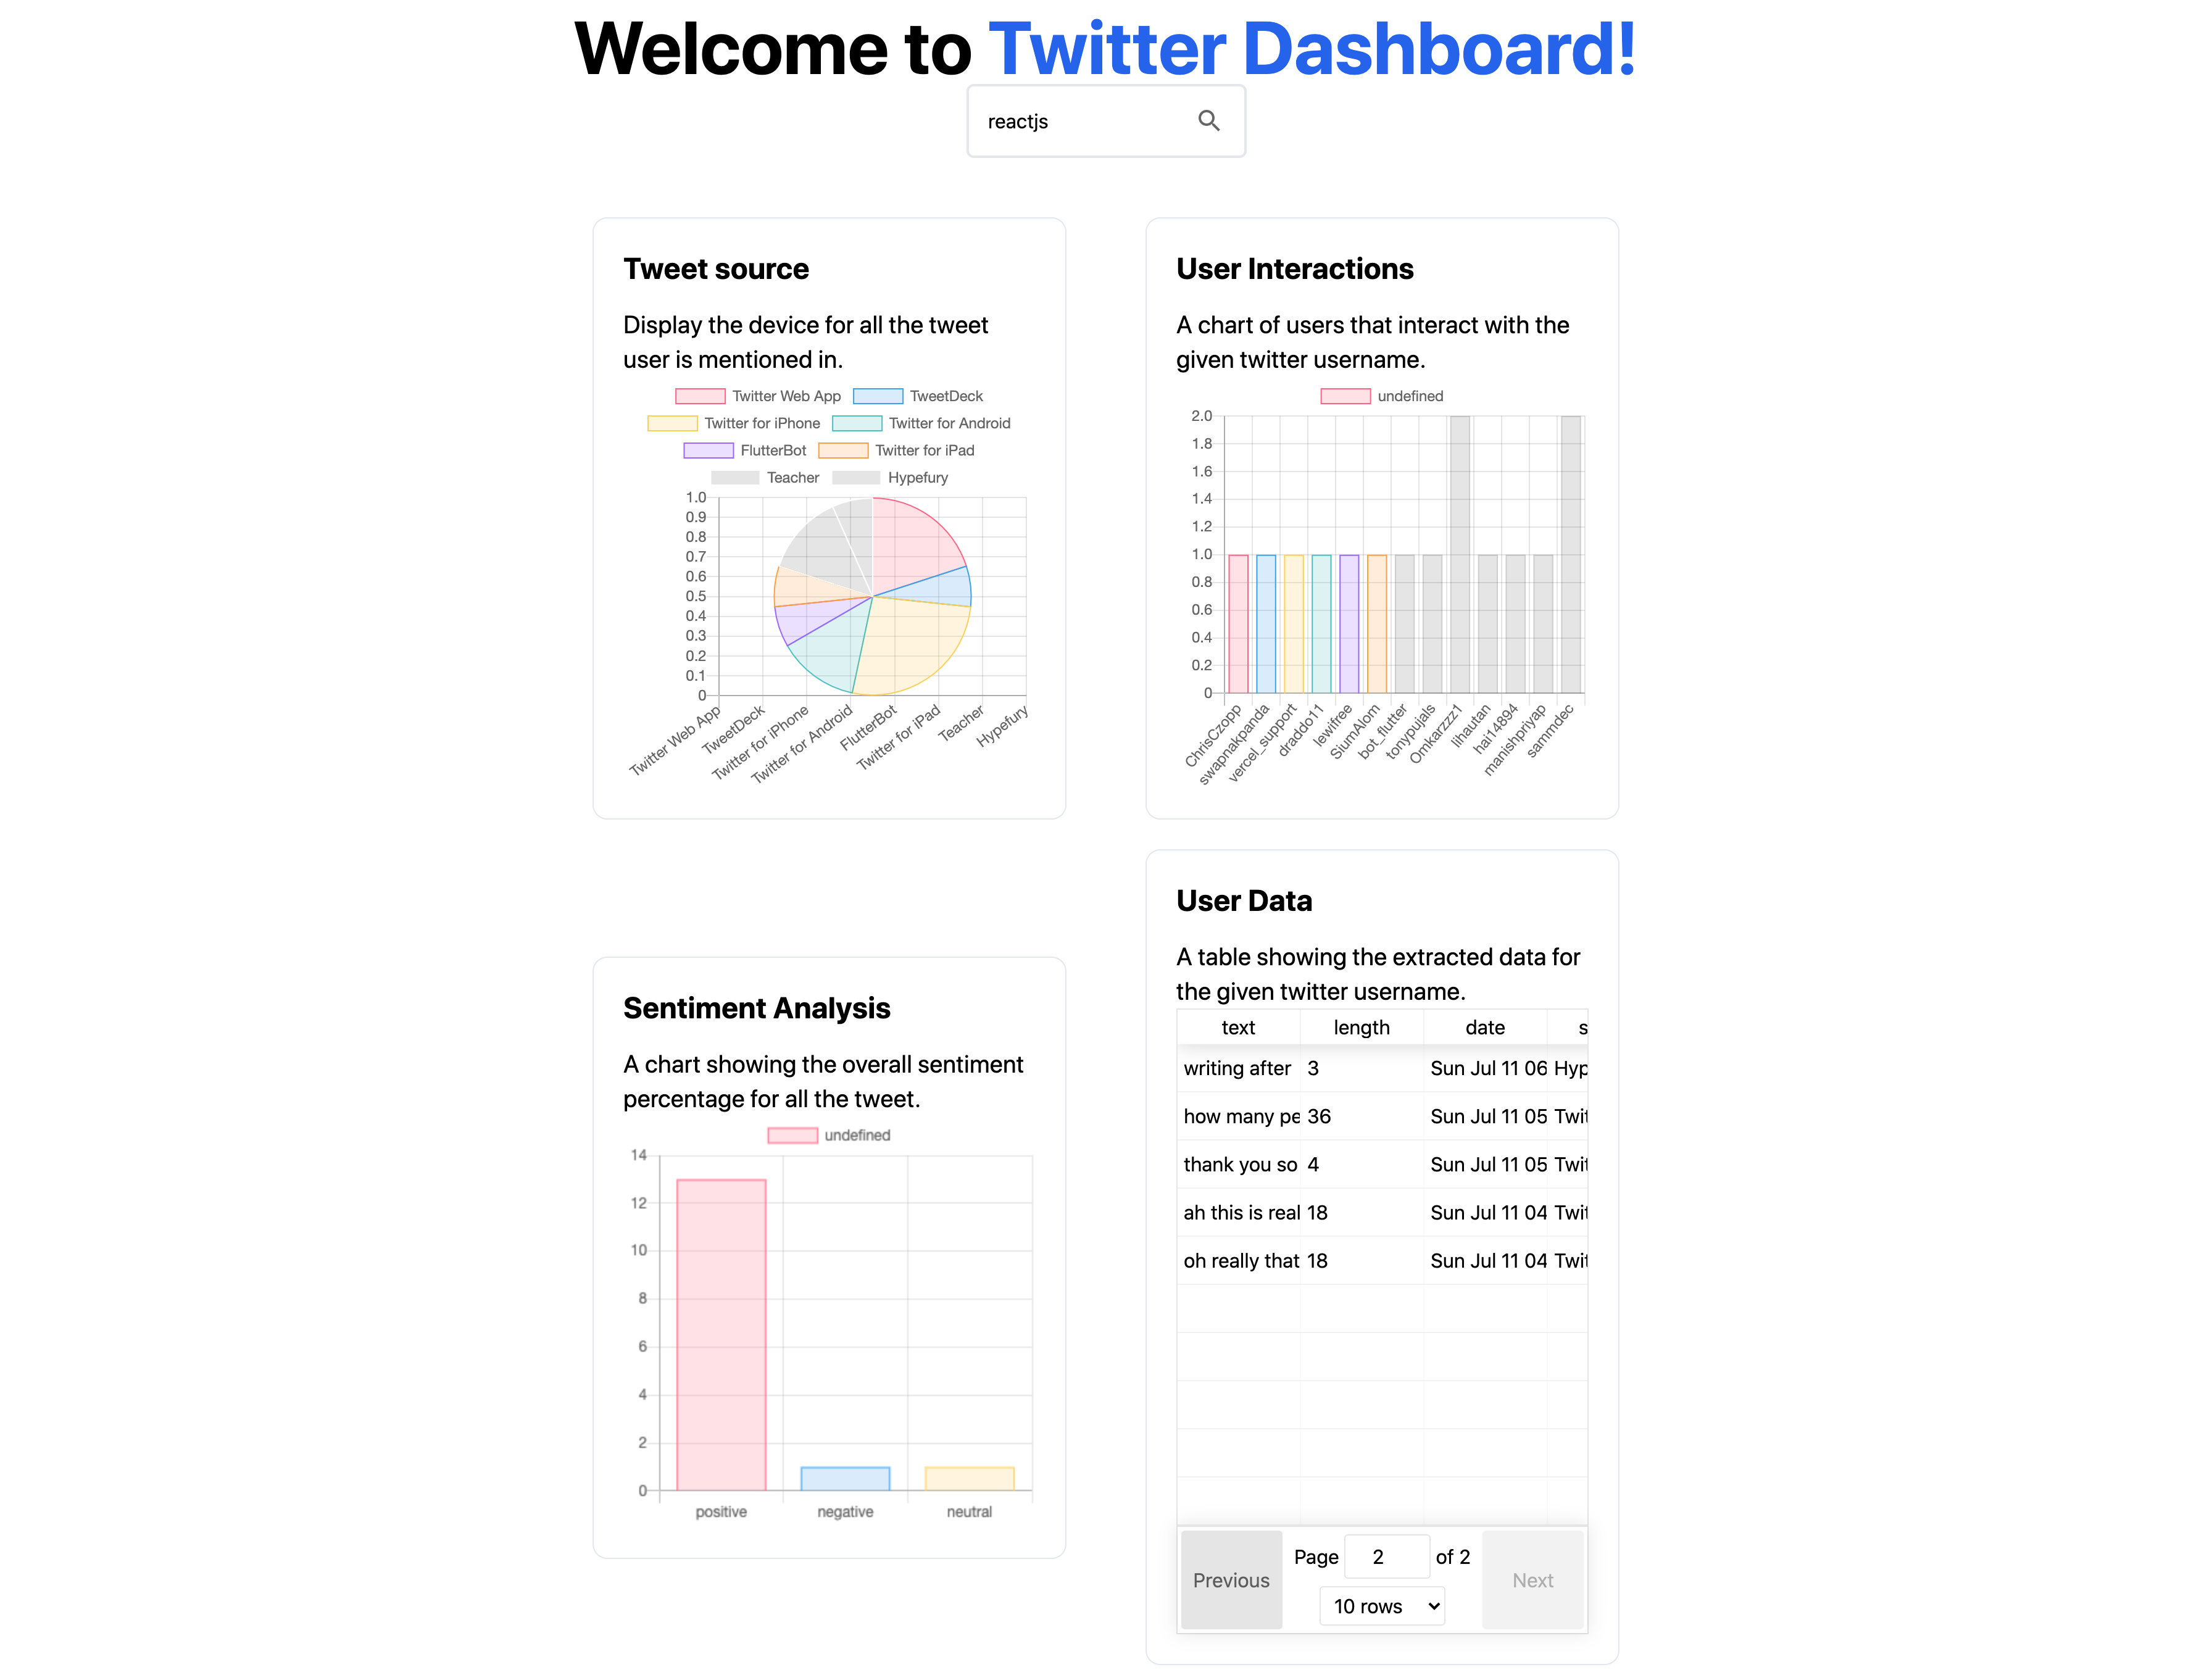 Welcome to Twitter Dashboard!
reactjs
Tweet source
Display the device for all the tweet
user is mentioned in.
Twitter Web App TweetDeck
Twitter for iPhone Twitter for Android
FlutterBot Twitter for iPad
Teacher Hypefury
1.0
0.9
0.8
0.7
0.6
0.5
0.4
0.3
0.2
0.1
0
Twitter Web App
TweetDeck
Twitter for iPhone
Twitter for Android
FlutterBot
Twitter for iPad
Teacher
Hypefury
User Interactions
A chart of users that interact with the
given twitter username.
undefined
2.0
1.8
1.6
1.4
1.2
1.0
0.8
0.6
0.4
0.2
0
ChrisCzopp
swapnakpanda
vercel_support
draddo11
lewifree
SiumAlom
bot_flutter
tonypujals
Omkarzzz1
lihautan
hai14894
manishpriyap
sammdec
Sentiment Analysis
A chart showing the overall sentiment
percentage for all the tweet.
undefined
14
12
10
8
6
4
2
0
positive negative neutral
User Data
A table showing the extracted data for
the given twitter username.
text length date s
writing after 3 Sun Jul 11 06 Hyp
how many pe 36 Sun Jul 11 05 Twit
thank you so 4 Sun Jul 11 05 Twit
ah this is real 18 Sun Jul 11 04 Twit
oh really that 18 Sun Jul 11 04 Twit
Previous Page 2 of 2 Next
10 rows